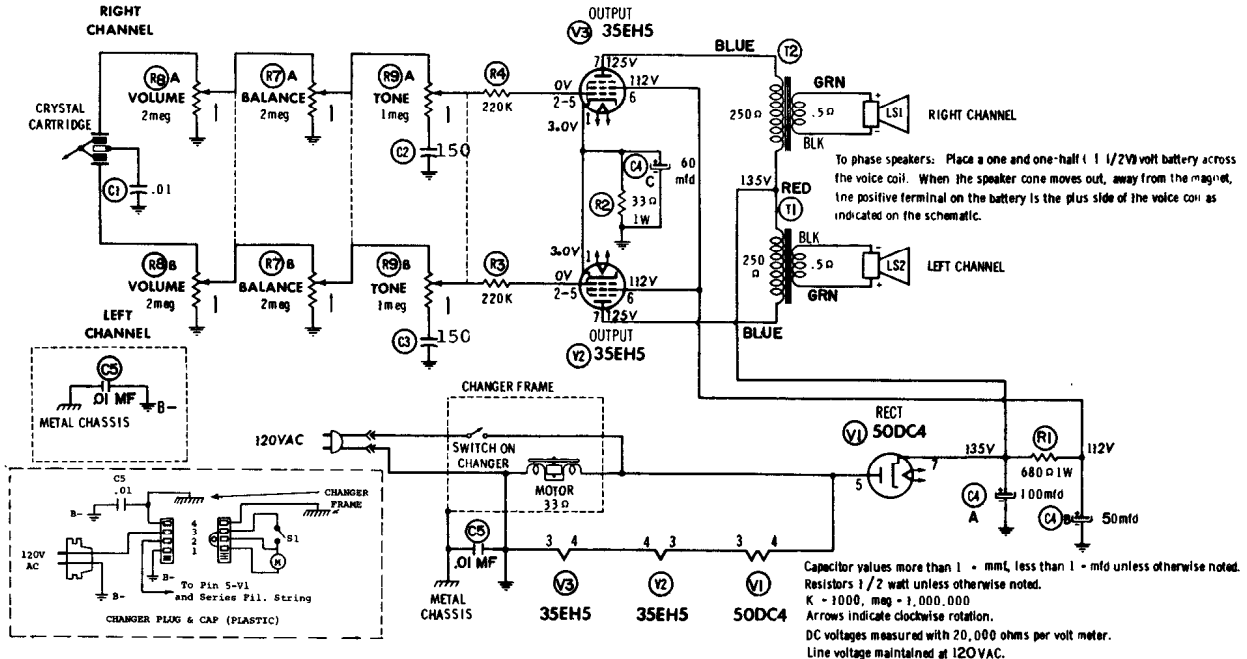 RIGHT
CHANNEL
CRYSTAL
CARTRIDGE
C1 .01
R8 A
VOLUME
2meg
R7 A
BALANCE
2meg
R9 A
TONE
1meg
C2 150
R4
220K
OUTPUT
V3 35EH5
7 125V
0V
2-5
112V
6
3.0V
1
C4
C
60
mfd
R2
33Ω
1W
BLUE
T2
250Ω
GRN
.5Ω
BLK
+
−
LS1
RIGHT CHANNEL
To phase speakers: Place a one and one-half ( 1 1/2V) volt battery across
the voice coil. When the speaker cone moves out, away from the magnet,
the positive ferminal on the battery is the plus side of the voice coil as
indicated on the schematic.
135V
RED
T1
250
Ω
BLK
.5Ω
GRN
−
+
LS2
LEFT CHANNEL
R8 B
VOLUME
2meg
R7 B
BALANCE
2meg
R9 B
TONE
1meg
C3 150
R3
220K
3.0V
1
0V
2-5
112V
6
7 125V
BLUE
OUTPUT
V2 35EH5
LEFT
CHANNEL
C5
.01 MF
B-
METAL CHASSIS
CHANGER FRAME
120VAC
SWITCH ON
CHANGER
MOTOR
33Ω
RECT
V1 50DC4
5
7
135V
R1
680Ω 1W
112V
C4
A
100mfd
C4 B
50mfd
C5
.01 MF
METAL
CHASSIS
3 4
V3
35EH5
4 3
V2
35EH5
3 4
V1
50DC4
C5
.01
B-
CHANGER
FRAME
4
3
2
1
S1
M
120V
AC
B-
B-
To Pin 5-V1
and Series Fil. String
CHANGER PLUG & CAP (PLASTIC)
Capacitor values more than 1 - mmf, less than 1 - mfd unless otherwise noted.
Resistors 1/2 watt unless otherwise noted.
K - 1000, meg - 1,000,000
Arrows indicate clockwise rotation.
DC voltages measured with 20,000 ohms per volt meter.
Line voltage maintained at 120VAC.